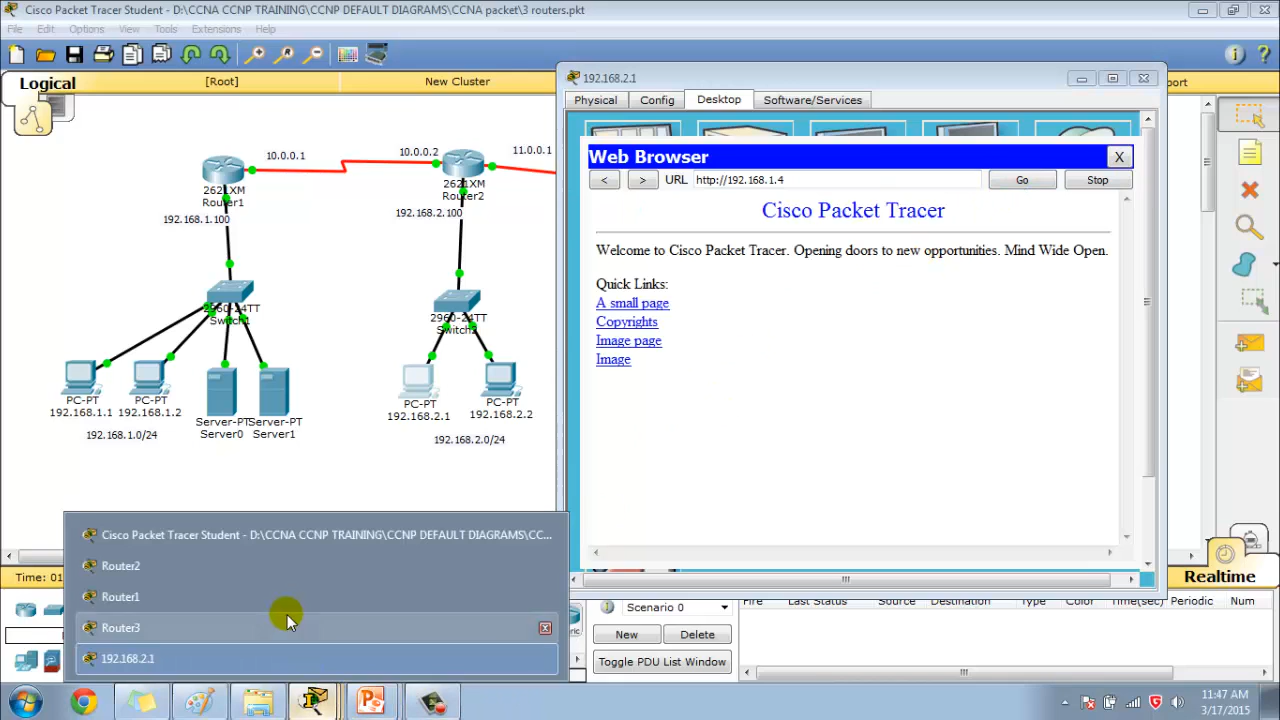 Cisco Packet Tracer Student - D:\CCNA CCNP TRAINING\CCNP DEFAULT DIAGRAMS\CCNA packet\3 routers.pkt
File Edit Options View Tools Extensions Help
Logical [Root] New Cluster
192.168.2.1
Physical Config Desktop Software/Services
Web Browser X
< > URL http://192.168.1.4 Go Stop
Cisco Packet Tracer
Welcome to Cisco Packet Tracer. Opening doors to new opportunities. Mind Wide Open.
Quick Links:
A small page
Copyrights
Image page
Image
10.0.0.1
10.0.0.2
11.0.0.1
2621XM
Router1
192.168.1.100
2621XM
Router2
192.168.2.100
2960-24TT
Switch1
2960-24TT
PC-PT
192.168.1.1
PC-PT
192.168.1.2
Server-PT
Server0
Server-PT
Server1
PC-PT
192.168.2.1
PC-PT
192.168.2.2
192.168.1.0/24
192.168.2.0/24
Cisco Packet Tracer Student - D:\CCNA CCNP TRAINING\CCNP DEFAULT DIAGRAMS\CC...
Router2
Router1
Router3
192.168.2.1
Realtime
Scenario 0
New Delete
Toggle PDU List Window
Fire Last Status Source Destination Type Color Time(sec) Periodic Num
11:47 AM
3/17/2015